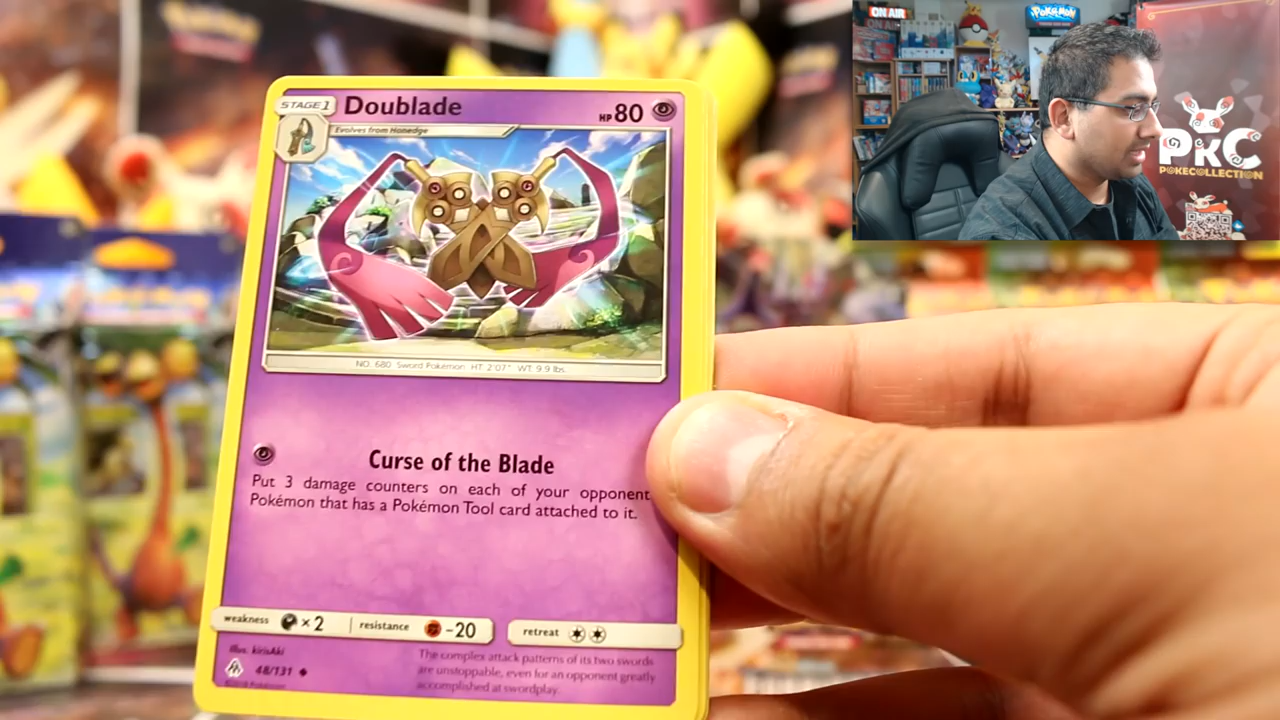 STAGE 1
Doublade
HP 80
Evolves from Honedge
NO. 680 Sword Pokémon HT 2'07" WT. 9.9 lbs.
Curse of the Blade
Put 3 damage counters on each of your opponent
Pokémon that has a Pokémon Tool card attached to it.
weakness ×2 resistance -20 retreat
Illus. kirisAki
48/131
©2018 Pokémon
The complex attack patterns of its two swords
are unstoppable, even for an opponent greatly
accomplished at swordplay.
ON AIR
Pokémon
PKC
POKECOLLECTION